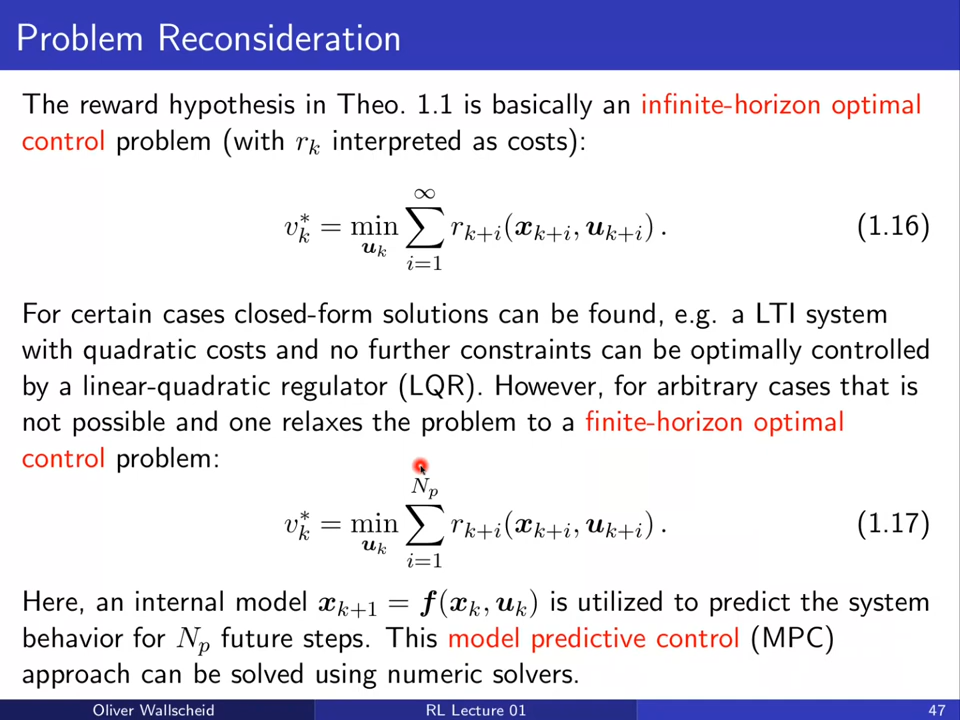 Problem Reconsideration
The reward hypothesis in Theo. 1.1 is basically an infinite-horizon optimal
control problem (with r_k interpreted as costs):
v_k^* = min_{u_k} ∑_{i=1}^{∞} r_{k+i}(x_{k+i}, u_{k+i}) . (1.16)
For certain cases closed-form solutions can be found, e.g. a LTI system
with quadratic costs and no further constraints can be optimally controlled
by a linear-quadratic regulator (LQR). However, for arbitrary cases that is
not possible and one relaxes the problem to a finite-horizon optimal
control problem:
v_k^* = min_{u_k} ∑_{i=1}^{N_p} r_{k+i}(x_{k+i}, u_{k+i}) . (1.17)
Here, an internal model x_{k+1} = f(x_k, u_k) is utilized to predict the system
behavior for N_p future steps. This model predictive control (MPC)
approach can be solved using numeric solvers.
Oliver Wallscheid RL Lecture 01 47